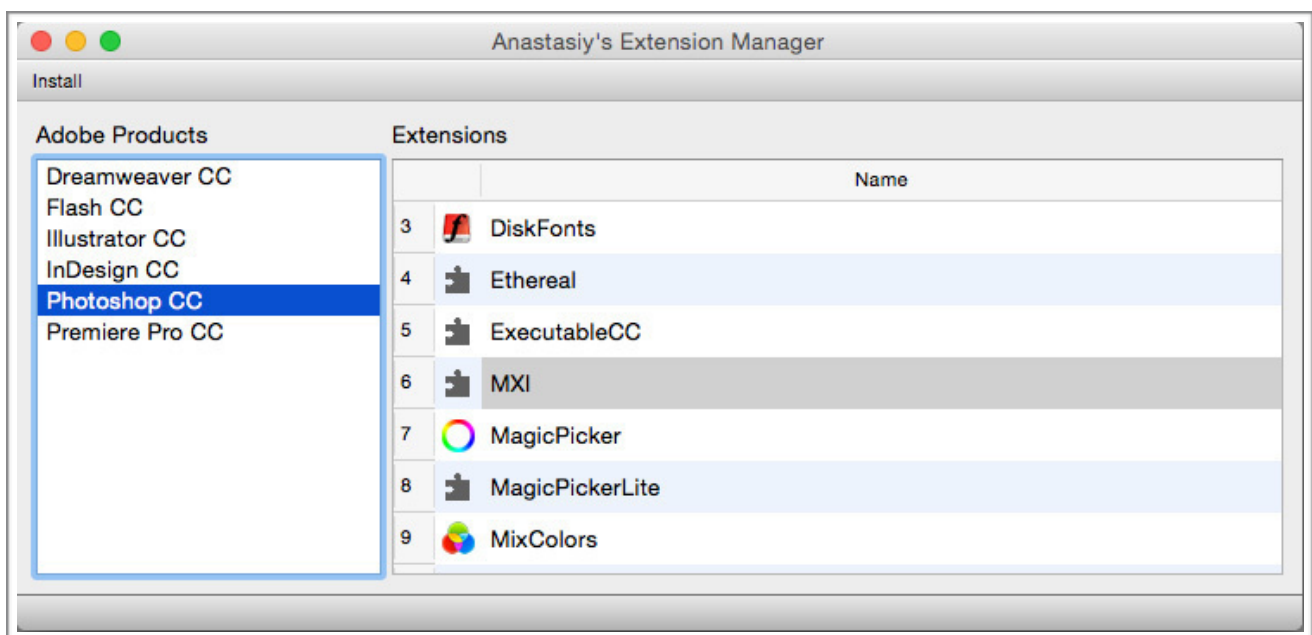 Anastasiy's Extension Manager
Install
Adobe Products
Dreamweaver CC
Flash CC
Illustrator CC
InDesign CC
Photoshop CC
Premiere Pro CC
Extensions
Name
3 DiskFonts
4 Ethereal
5 ExecutableCC
6 MXI
7 MagicPicker
8 MagicPickerLite
9 MixColors